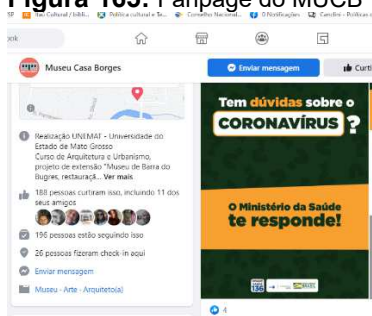 Figura 165: Fanpage do MUCB
Museu Casa Borges
Enviar mensagem
Curti
Realização UNEMAT - Universidade do
Estado de Mato Grosso
Curso de Arquitetura e Urbanismo,
projeto de extensão "Museu de Barra do
Bugres, restauraçã... Ver mais
188 pessoas curtiram isso, incluindo 11 dos
seus amigos
196 pessoas estão seguindo isso
26 pessoas fizeram check-in aqui
Enviar mensagem
Museu · Arte · Arquiteto(a)
Tem dúvidas sobre o
CORONAVÍRUS ?
O Ministério da Saúde
te responde!
136
4